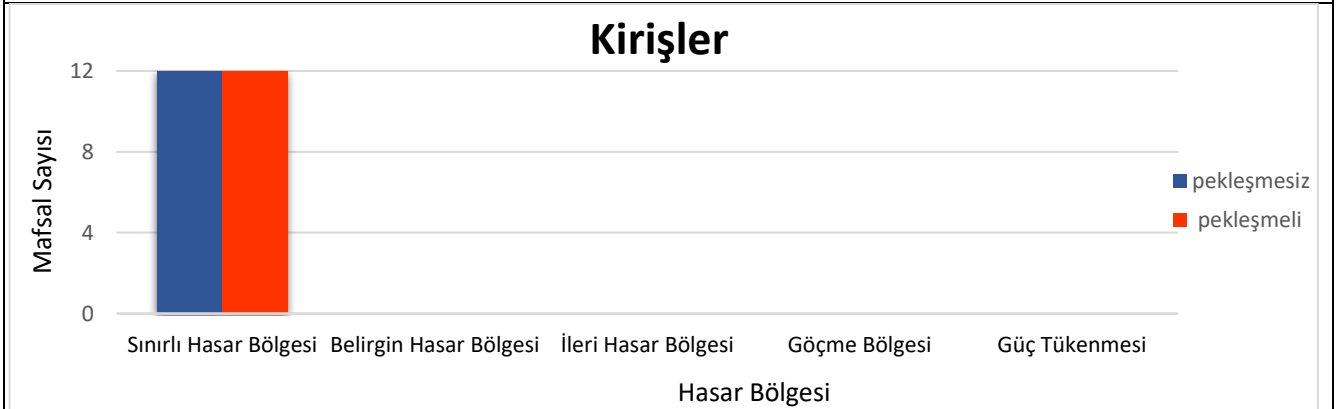 Kirişler
12
8
4
0
Mafsal Sayısı
pekleşmesiz
pekleşmeli
Sınırlı Hasar Bölgesi Belirgin Hasar Bölgesi İleri Hasar Bölgesi Göçme Bölgesi Güç Tükenmesi
Hasar Bölgesi